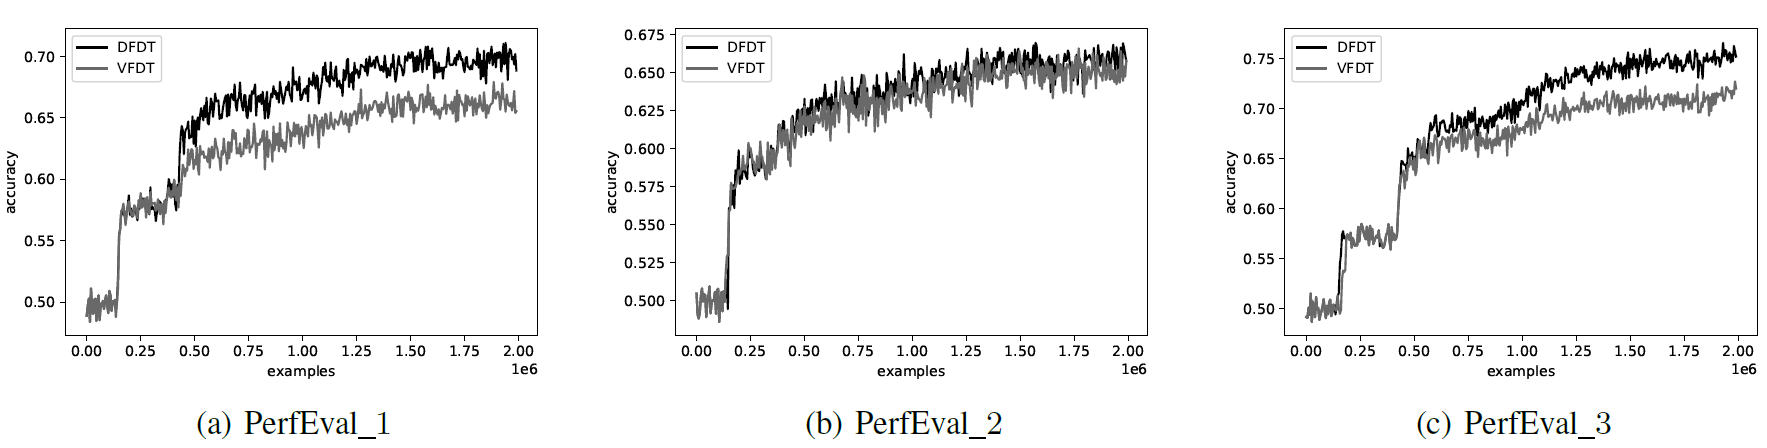 DFDT
VFDT
0.70
0.65
0.60
0.55
0.50
accuracy
0.00 0.25 0.50 0.75 1.00 1.25 1.50 1.75 2.00
examples
1e6
(a) PerfEval_1
DFDT
VFDT
0.675
0.650
0.625
0.600
0.575
0.550
0.525
0.500
accuracy
0.00 0.25 0.50 0.75 1.00 1.25 1.50 1.75 2.00
examples
1e6
(b) PerfEval_2
DFDT
VFDT
0.75
0.70
0.65
0.60
0.55
0.50
accuracy
0.00 0.25 0.50 0.75 1.00 1.25 1.50 1.75 2.00
examples
1e6
(c) PerfEval_3